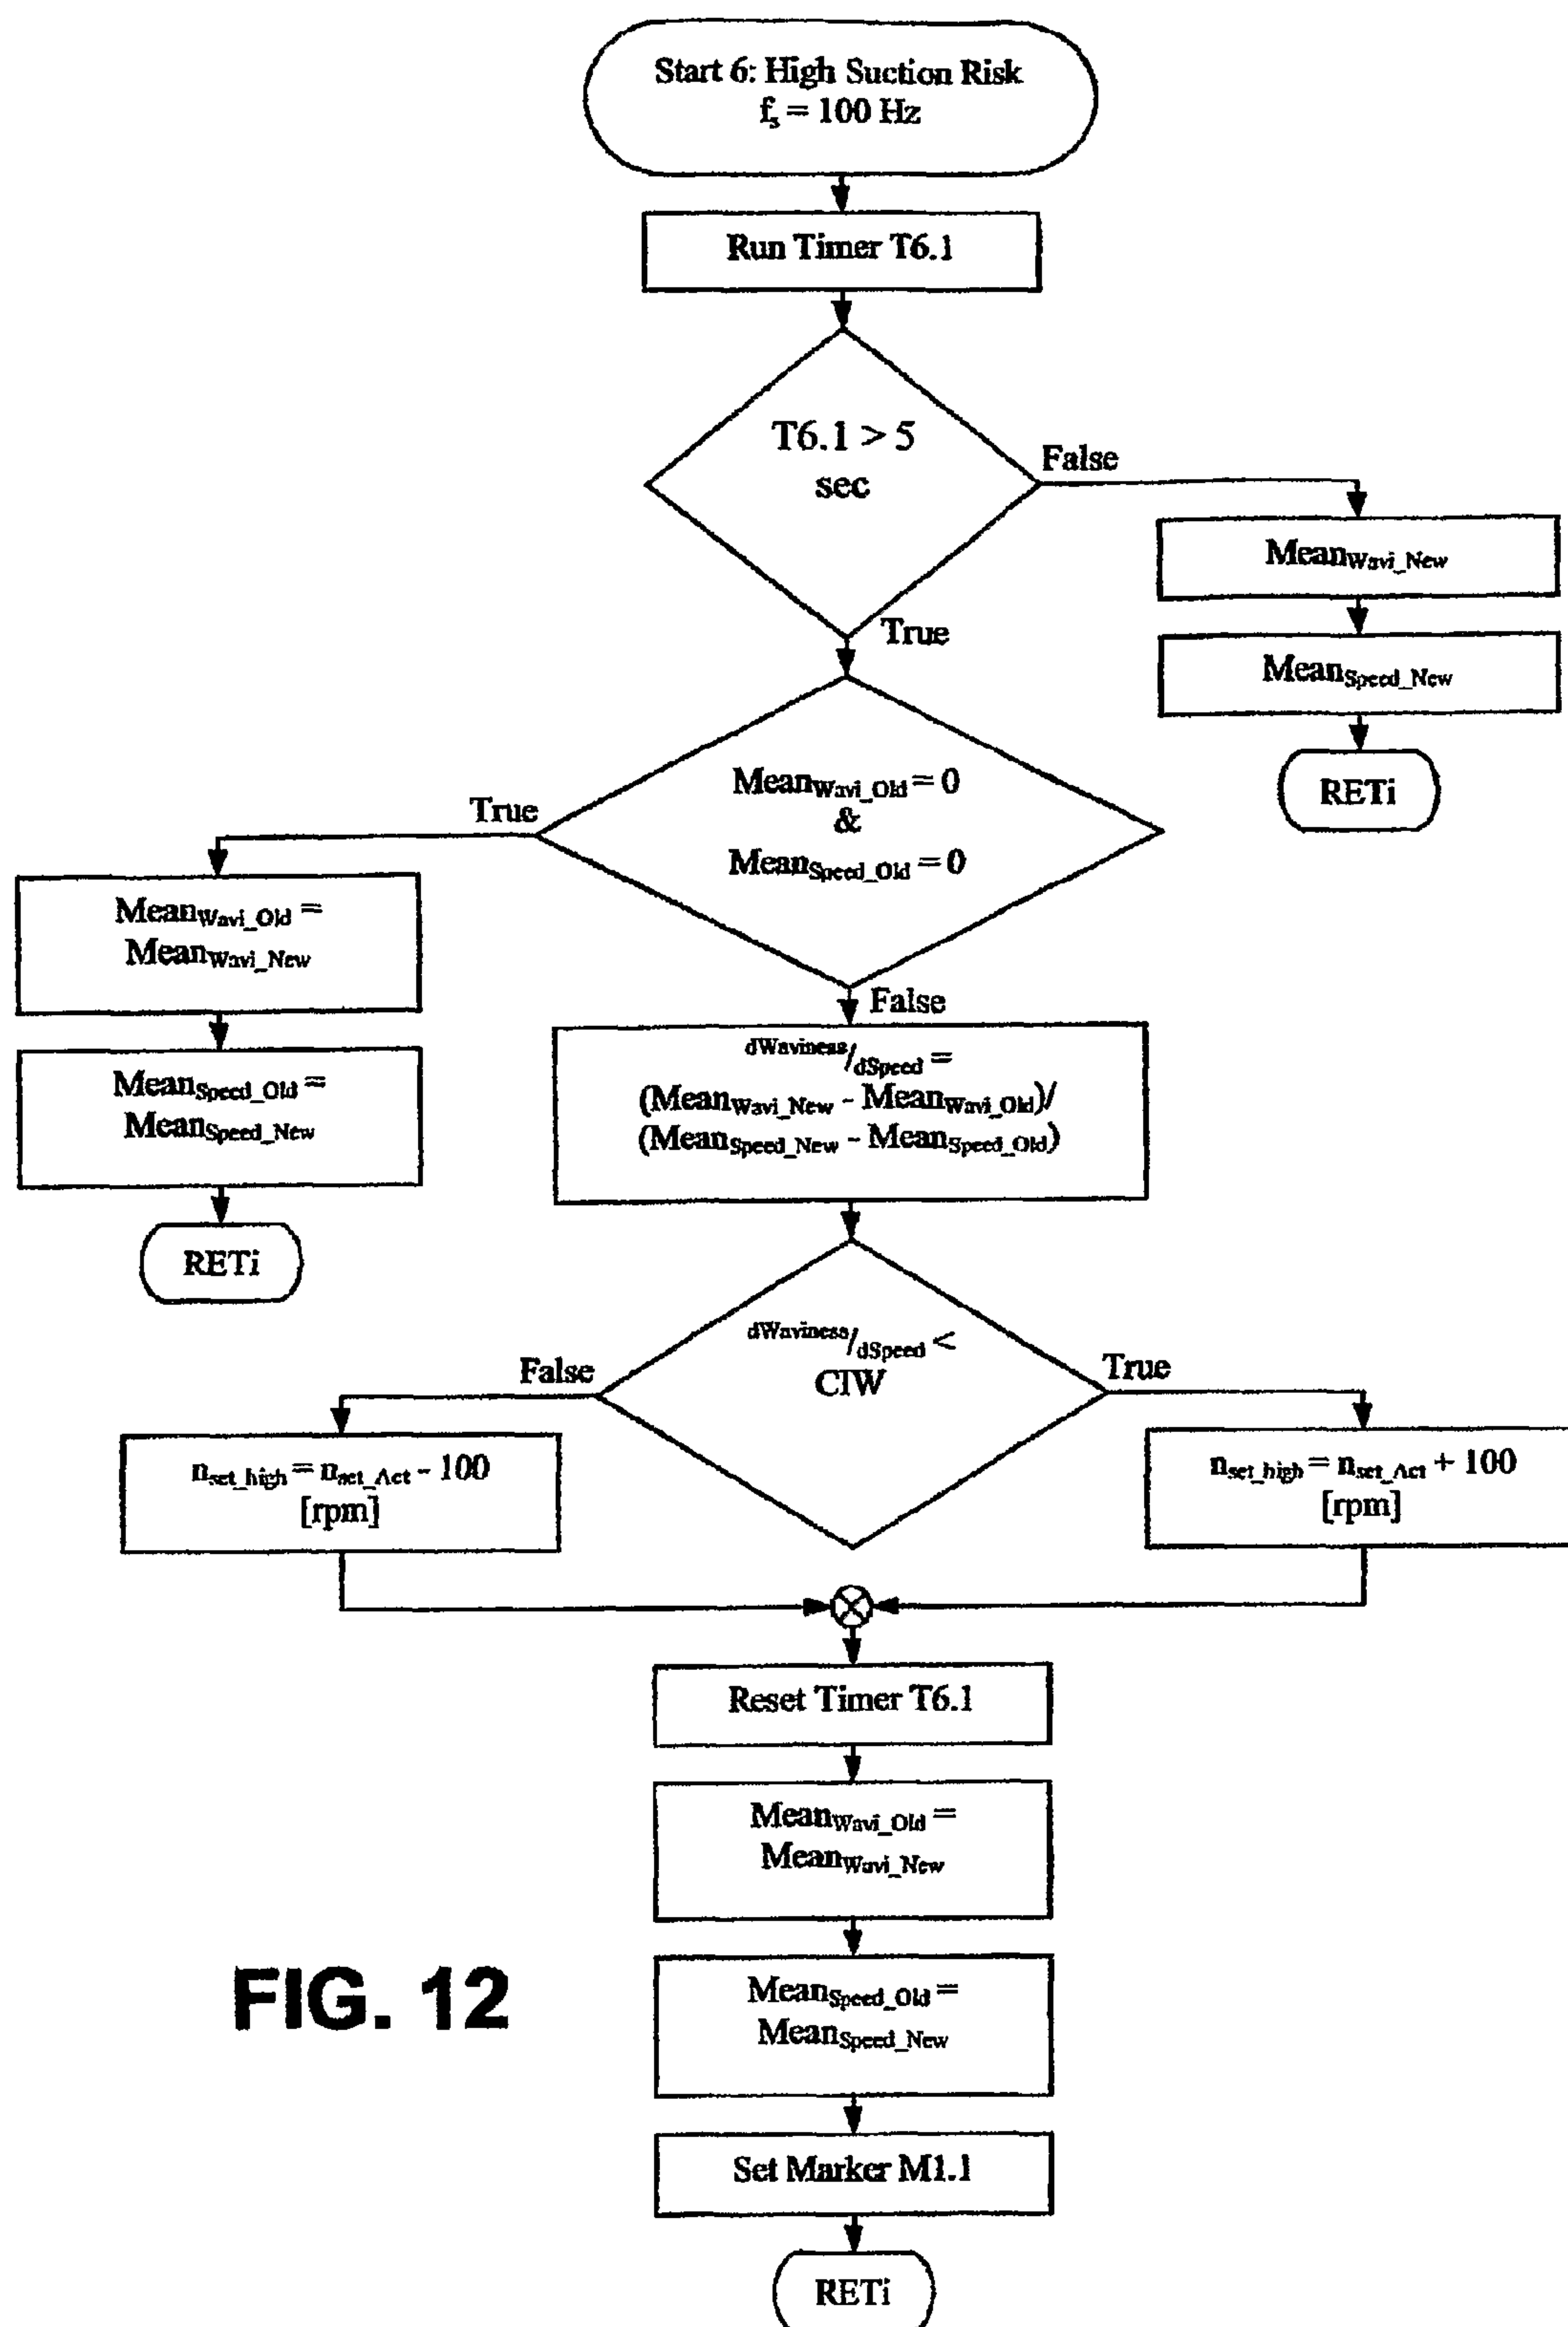 Start 6: High Suction Risk
fs = 100 Hz
Run Timer T6.1
T6.1 > 5
sec
False
True
MeanWavi_New
MeanSpeed_New
RETi
MeanWavi_Old = 0
&
MeanSpeed_Old = 0
True
False
MeanWavi_Old =
MeanWavi_New
MeanSpeed_Old =
MeanSpeed_New
RETi
dWaviness/dSpeed =
(MeanWavi_New - MeanWavi_Old)/
(MeanSpeed_New - MeanSpeed_Old)
dWaviness/dSpeed <
CIW
False
True
nset_high = nset_Act - 100
[rpm]
nset_high = nset_Act + 100
[rpm]
Reset Timer T6.1
MeanWavi_Old =
MeanWavi_New
MeanSpeed_Old =
MeanSpeed_New
Set Marker M1.1
RETi
FIG. 12